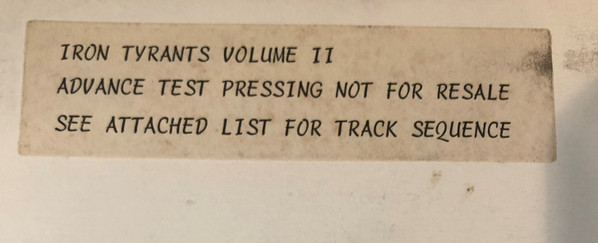 IRON TYRANTS VOLUME II
ADVANCE TEST PRESSING NOT FOR RESALE
SEE ATTACHED LIST FOR TRACK SEQUENCE